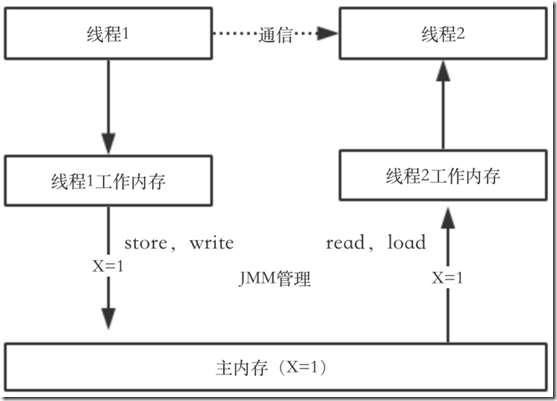 线程1
通信
线程2
线程1工作内存
线程2工作内存
store，write
read，load
X=1
X=1
JMM管理
主内存（X=1）